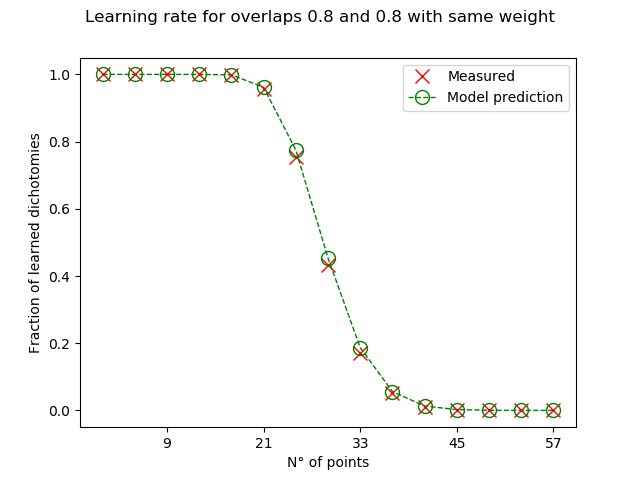 Learning rate for overlaps 0.8 and 0.8 with same weight
Measured
Model prediction
Fraction of learned dichotomies
1.0
0.8
0.6
0.4
0.2
0.0
9 21 33 45 57
N° of points